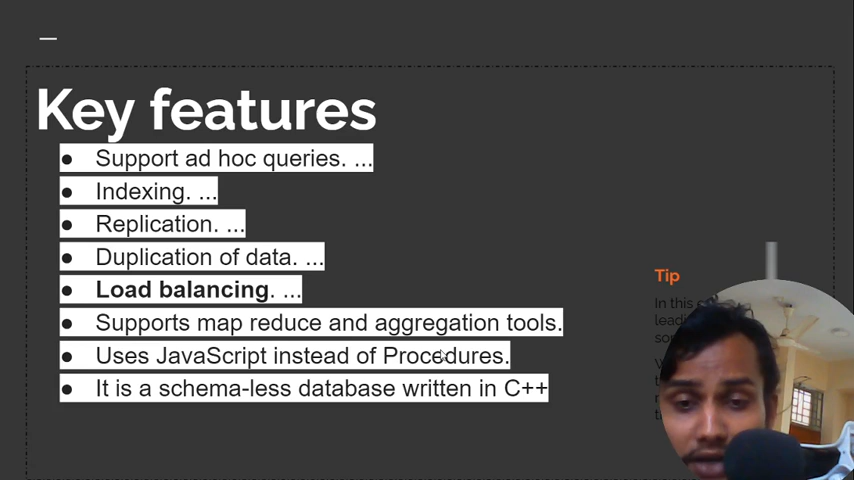 Key features
● Support ad hoc queries. ...
● Indexing. ...
● Replication. ...
● Duplication of data. ...
● Load balancing. ...
● Supports map reduce and aggregation tools.
● Uses JavaScript instead of Procedures.
● It is a schema-less database written in C++
Tip
In this